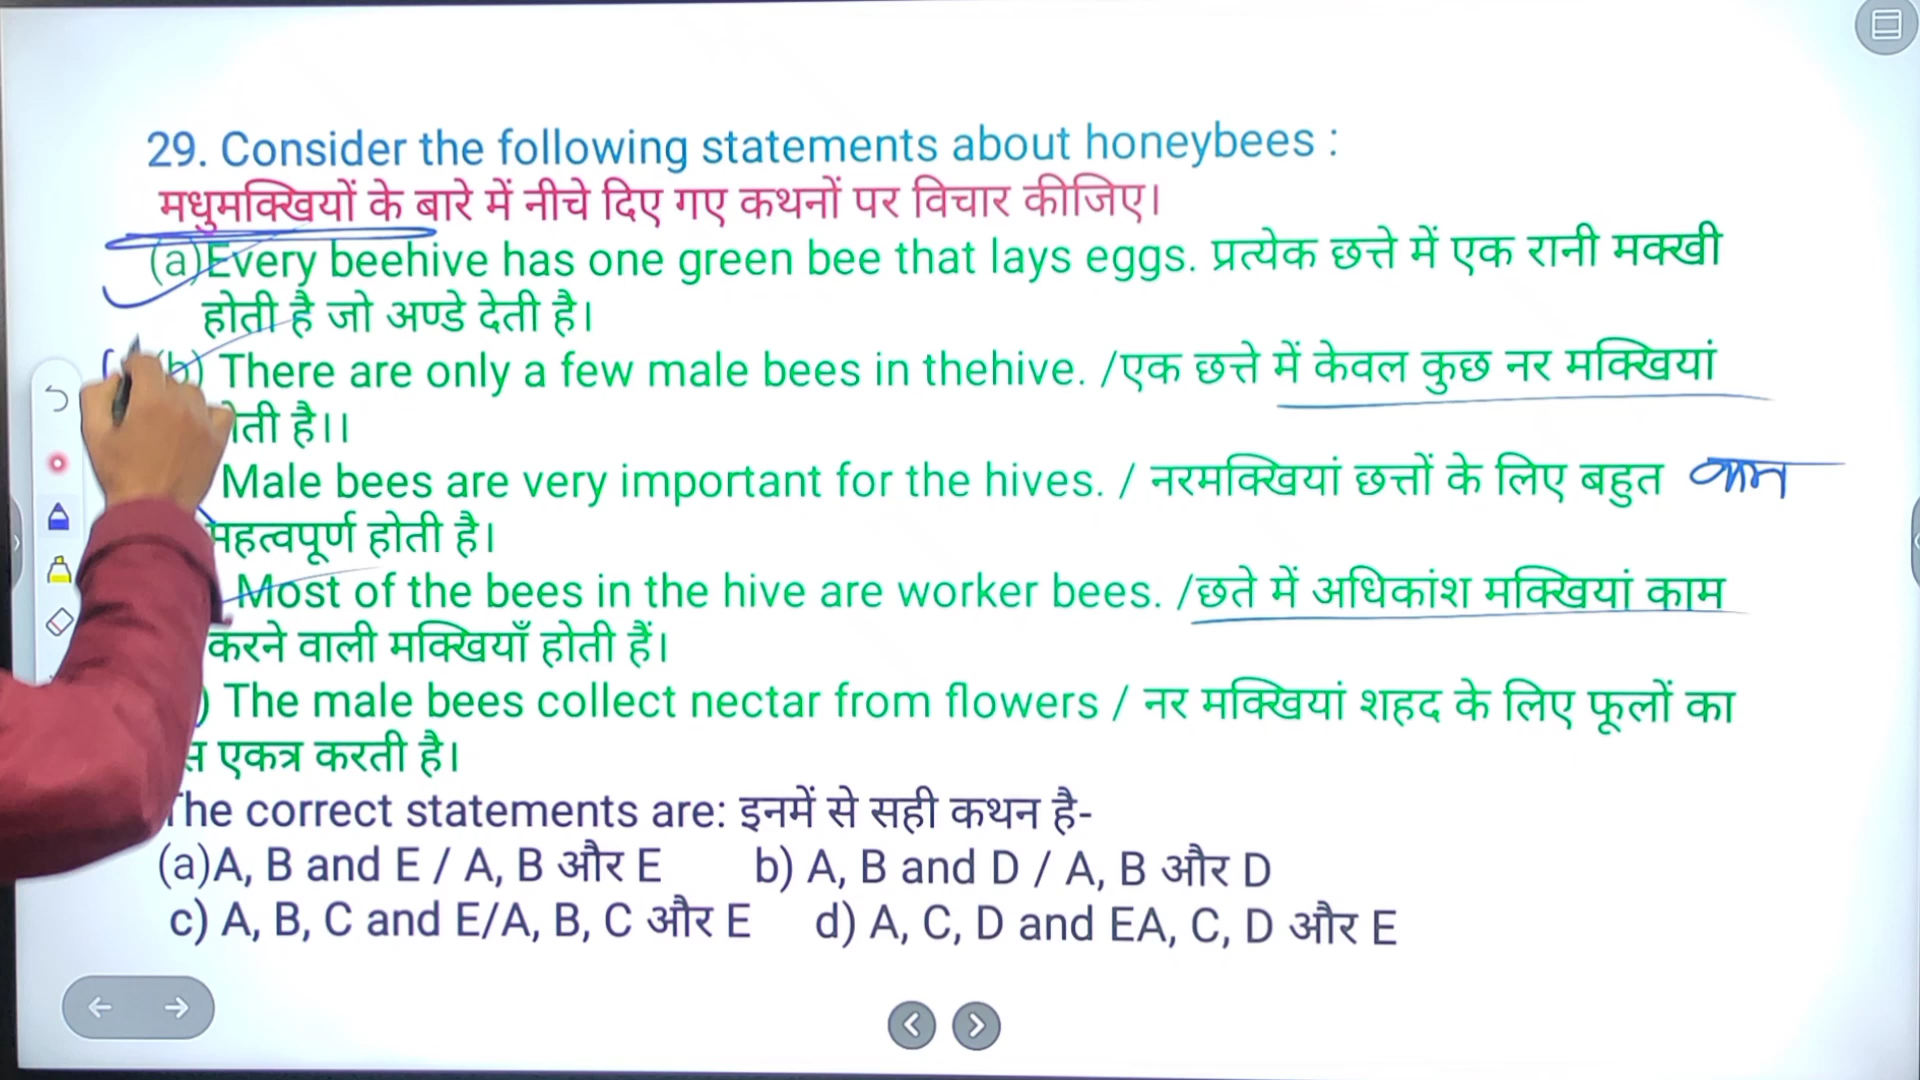 29. Consider the following statements about honeybees :
मधुमक्खियों के बारे में नीचे दिए गए कथनों पर विचार कीजिए।
(a)Every beehive has one green bee that lays eggs. प्रत्येक छत्ते में एक रानी मक्खी
होती है जो अण्डे देती है।
(b) There are only a few male bees in thehive. /एक छत्ते में केवल कुछ नर मक्खियां
ती है।।
Male bees are very important for the hives. / नरमक्खियां छत्तों के लिए बहुत काम
महत्वपूर्ण होती है।
Most of the bees in the hive are worker bees. /छते में अधिकांश मक्खियां काम
करने वाली मक्खियाँ होती हैं।
) The male bees collect nectar from flowers / नर मक्खियां शहद के लिए फूलों का
एकत्र करती है।
The correct statements are: इनमें से सही कथन है-
(a)A, B and E / A, B और E b) A, B and D / A, B और D
c) A, B, C and E/A, B, C और E d) A, C, D and EA, C, D और E